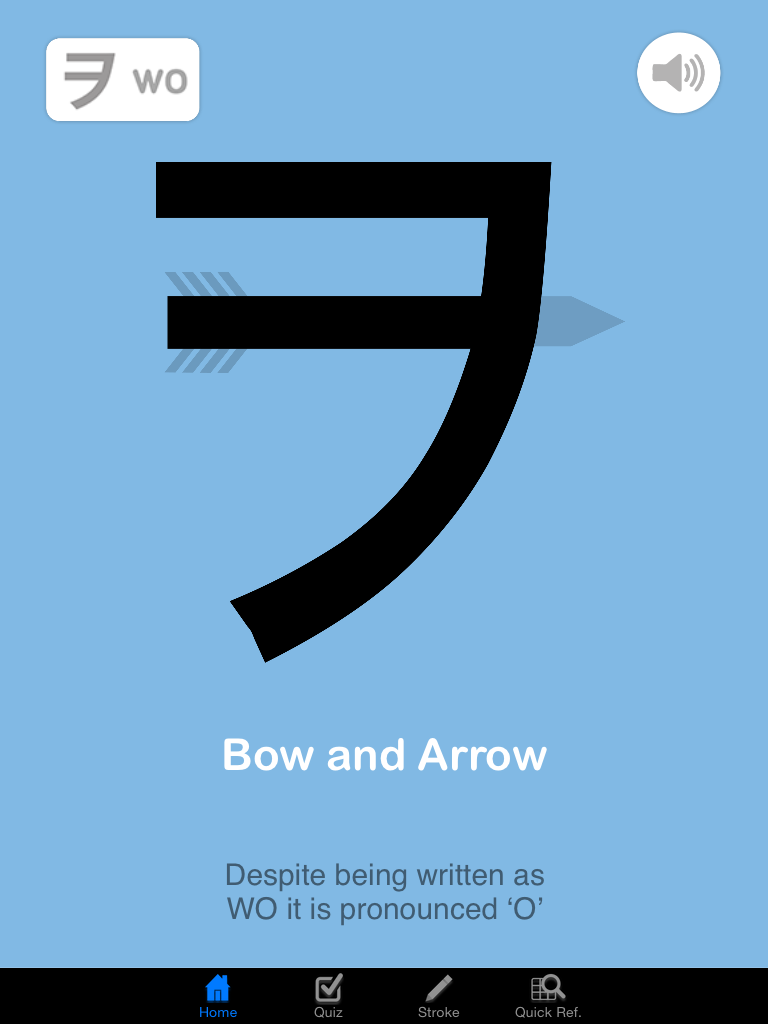 ヲ WO
ヲ
Bow and Arrow
Despite being written as
WO it is pronounced ‘O’
Home Quiz Stroke Quick Ref.